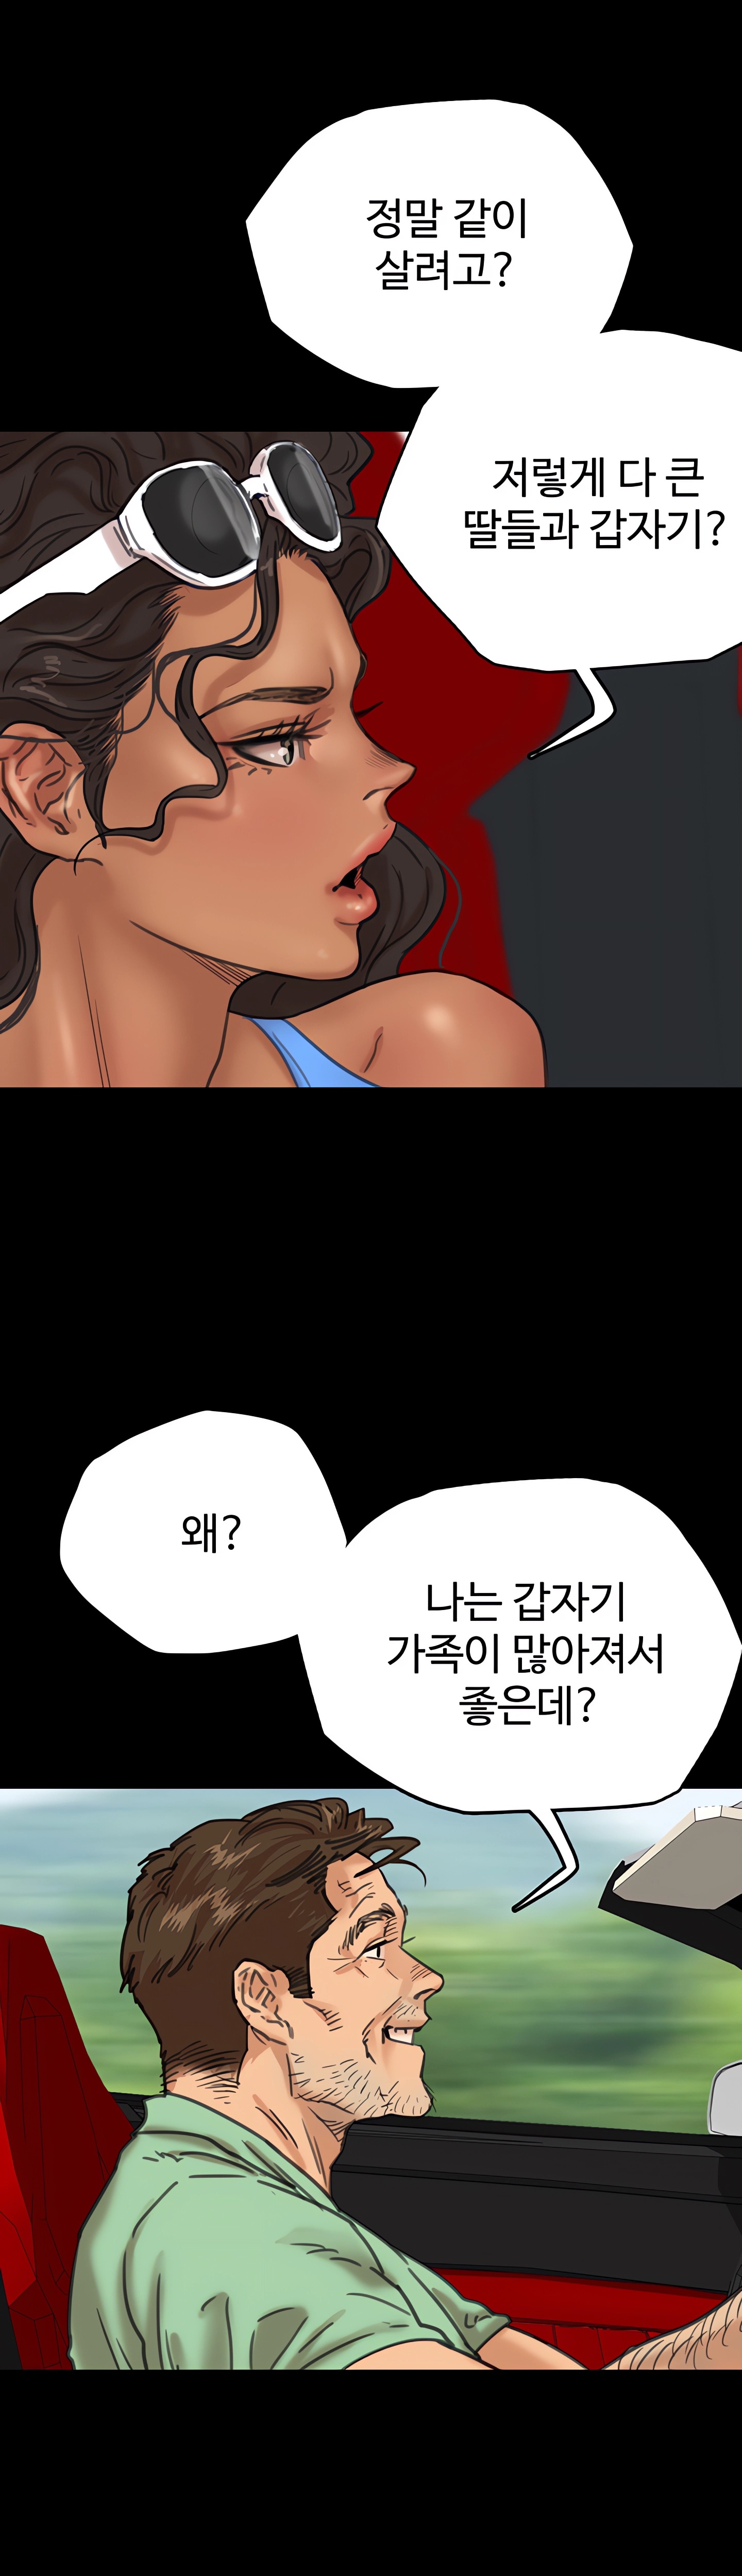 정말 같이
살려고?
저렇게 다 큰
딸들과 갑자기?
왜?
나는 갑자기
가족이 많아져서
좋은데?